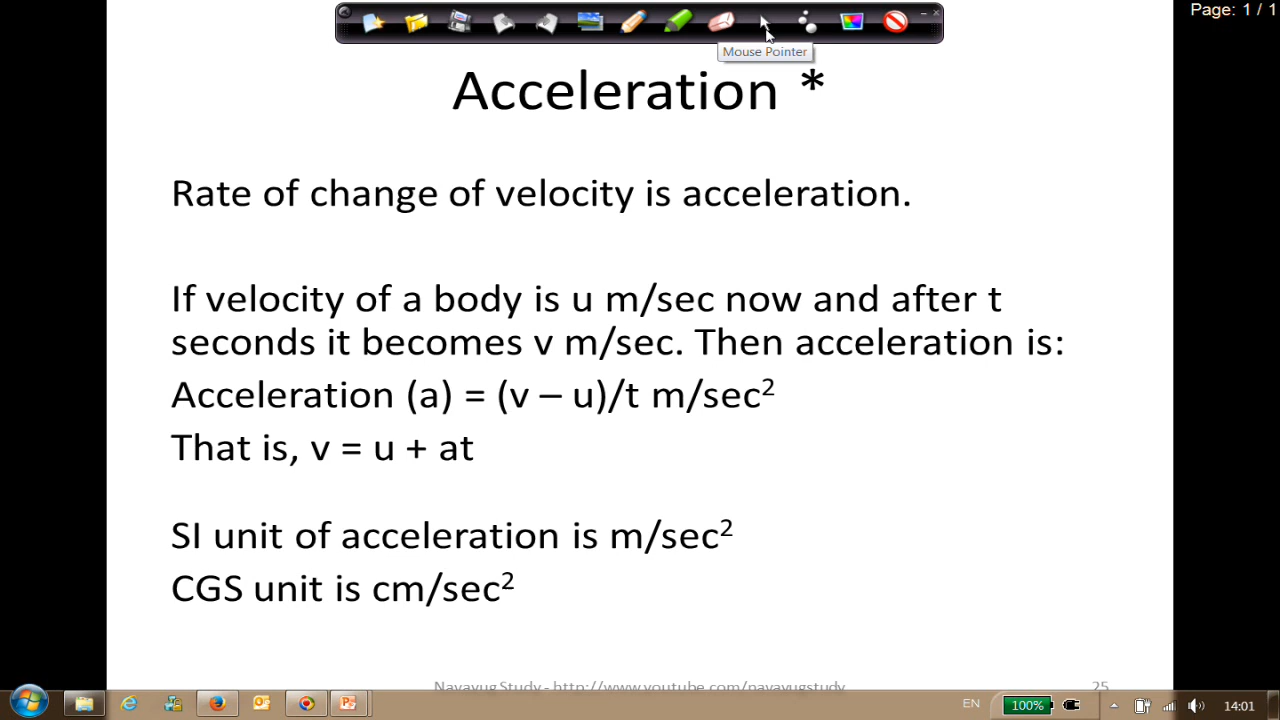 Page: 1 / 1
Mouse Pointer
Acceleration *
Rate of change of velocity is acceleration.
If velocity of a body is u m/sec now and after t
seconds it becomes v m/sec. Then acceleration is:
Acceleration (a) = (v – u)/t m/sec²
That is, v = u + at
SI unit of acceleration is m/sec²
CGS unit is cm/sec²
Navayug Study - http://www.youtube.com/navayugstudy
25
EN
100%
14:01